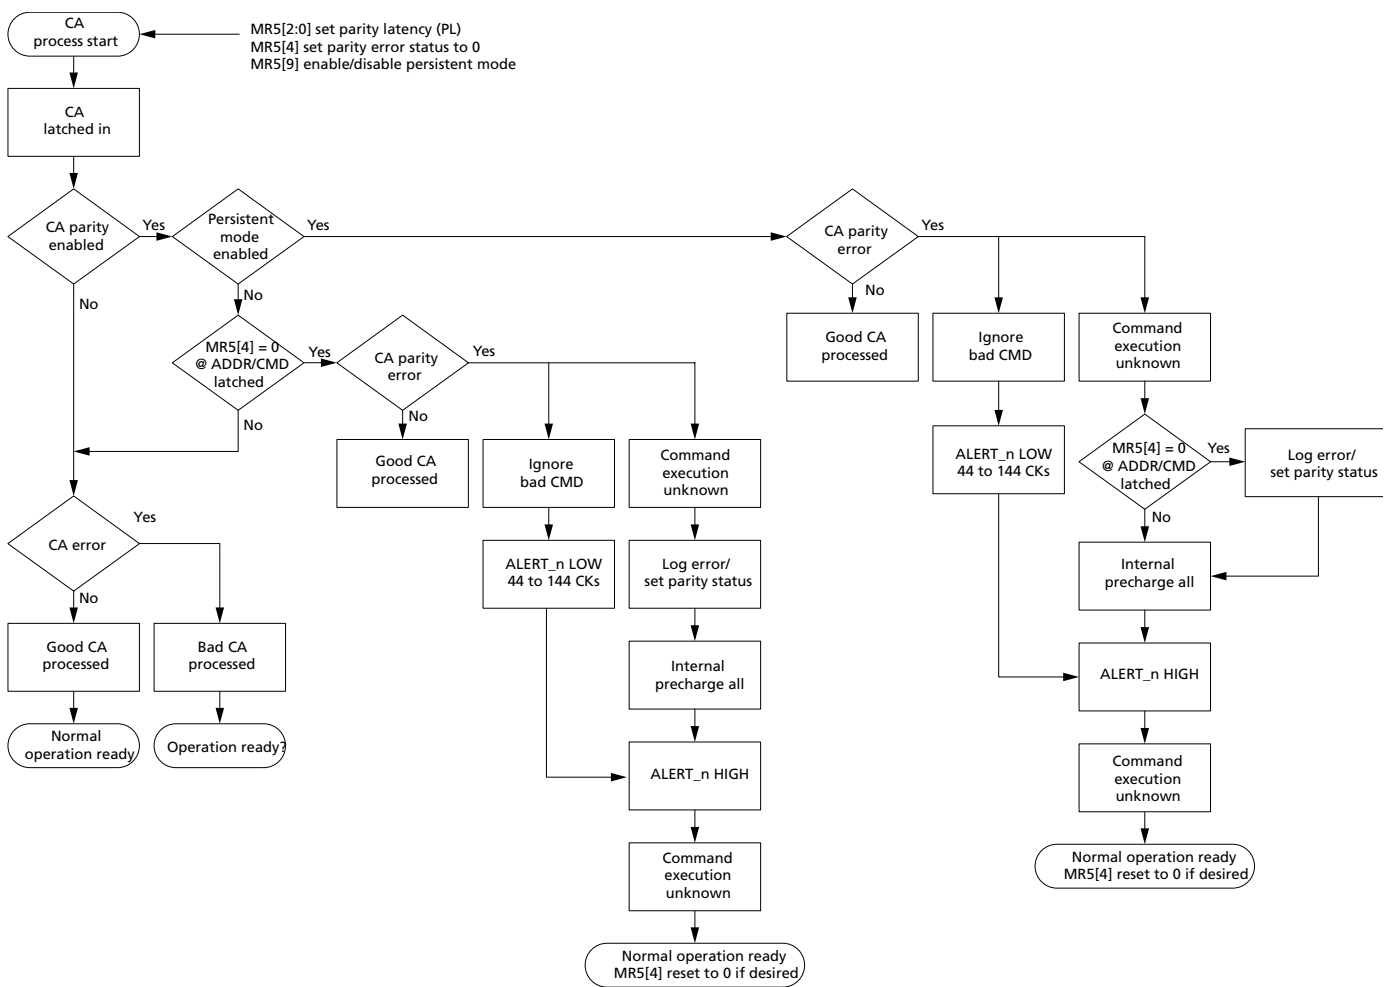 CA
process start
MR5[2:0] set parity latency (PL)
MR5[4] set parity error status to 0
MR5[9] enable/disable persistent mode
CA
latched in
CA parity
enabled
Yes
No
Persistent
mode
enabled
Yes
No
CA parity
error
Yes
No
Good CA
processed
Ignore
bad CMD
Command
execution
unknown
MR5[4] = 0
@ ADDR/CMD
latched
Yes
No
CA parity
error
Yes
No
Good CA
processed
Ignore
bad CMD
Command
execution
unknown
ALERT_n LOW
44 to 144 CKs
MR5[4] = 0
@ ADDR/CMD
latched
Yes
No
Log error/
set parity status
CA error
Yes
No
ALERT_n LOW
44 to 144 CKs
Log error/
set parity status
Internal
precharge all
Good CA
processed
Bad CA
processed
Internal
precharge all
ALERT_n HIGH
Normal
operation ready
Operation ready?
ALERT_n HIGH
Command
execution
unknown
Command
execution
unknown
Normal operation ready
MR5[4] reset to 0 if desired
Normal operation ready
MR5[4] reset to 0 if desired